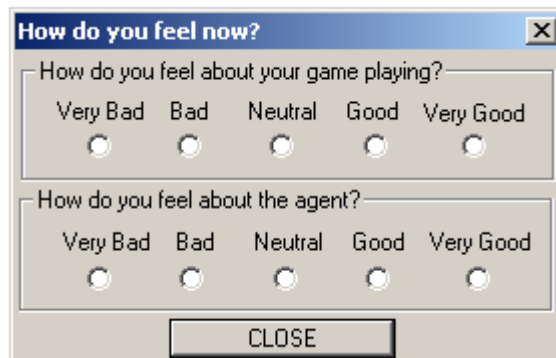 How do you feel now?
How do you feel about your game playing?
Very Bad Bad Neutral Good Very Good
How do you feel about the agent?
Very Bad Bad Neutral Good Very Good
CLOSE